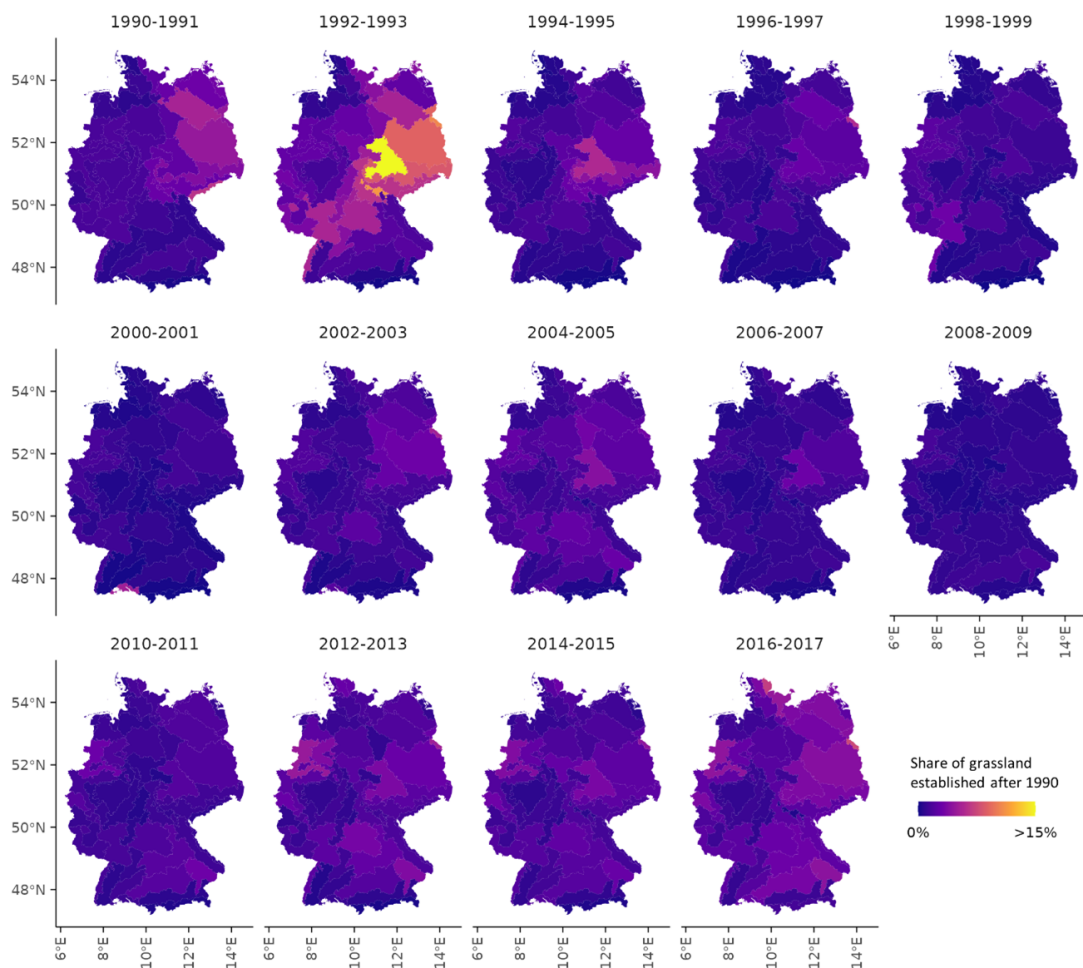 1990-1991
1992-1993
1994-1995
1996-1997
1998-1999
54°N
52°N
50°N
48°N
2000-2001
2002-2003
2004-2005
2006-2007
2008-2009
54°N
52°N
50°N
48°N
6°E
8°E
10°E
12°E
14°E
2010-2011
2012-2013
2014-2015
2016-2017
54°N
52°N
50°N
48°N
Share of grassland
established after 1990
0% >15%
6°E
8°E
10°E
12°E
14°E
6°E
8°E
10°E
12°E
14°E
6°E
8°E
10°E
12°E
14°E
6°E
8°E
10°E
12°E
14°E